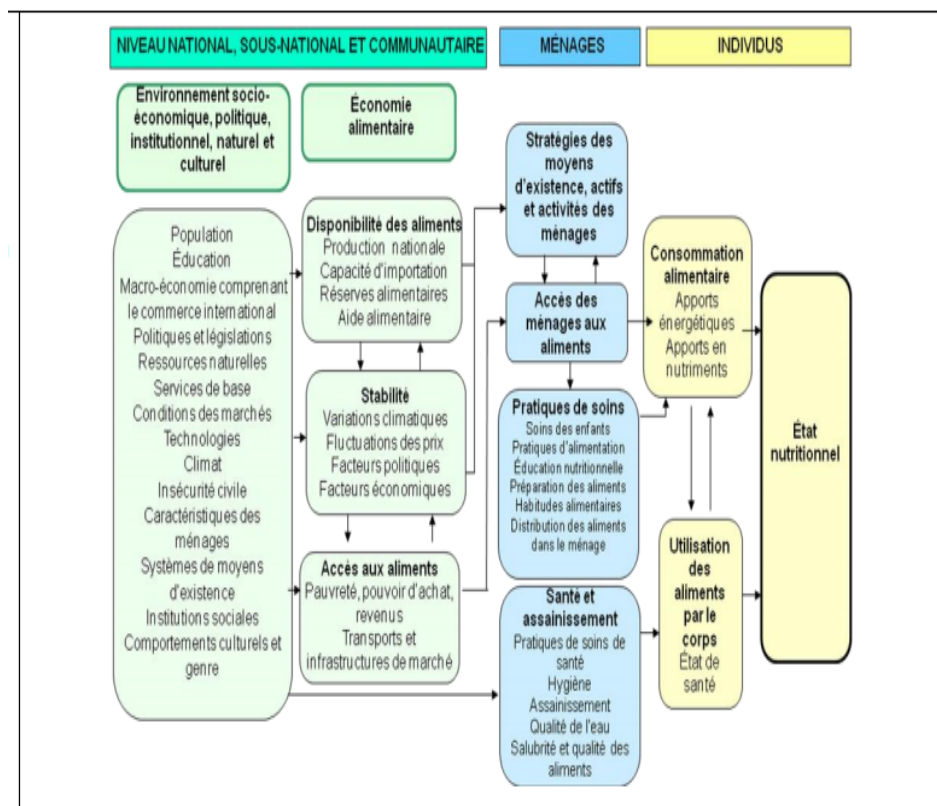 NIVEAU NATIONAL, SOUS-NATIONAL ET COMMUNAUTAIRE
MÉNAGES
INDIVIDUS
Environnement socio-
économique, politique,
institutionnel, naturel et
culturel
Économie
alimentaire
Population
Éducation
Macro-économie comprenant
le commerce international
Politiques et législations
Ressources naturelles
Services de base
Conditions des marchés
Technologies
Climat
Insécurité civile
Caractéristiques des
ménages
Systèmes de moyens
d'existence
Institutions sociales
Comportements culturels et
genre
Disponibilité des aliments
Production nationale
Capacité d'importation
Réserves alimentaires
Aide alimentaire
Stabilité
Variations climatiques
Fluctuations des prix
Facteurs politiques
Facteurs économiques
Accès aux aliments
Pauvreté, pouvoir d'achat,
revenus
Transports et
infrastructures de marché
Stratégies des
moyens
d'existence, actifs
et activités des
ménages
Accès des
ménages aux
aliments
Pratiques de soins
Soins des enfants
Pratiques d'alimentation
Éducation nutritionnelle
Préparation des aliments
Habitudes alimentaires
Distribution des aliments
dans le ménage
Santé et
assainissement
Pratiques de soins de
santé
Hygiène
Assainissement
Qualité de l'eau
Salubrité et qualité des
aliments
Consommation
alimentaire
Apports
énergétiques
Apports en
nutriments
Utilisation
des
aliments
par le
corps
État de
santé
État
nutritionnel